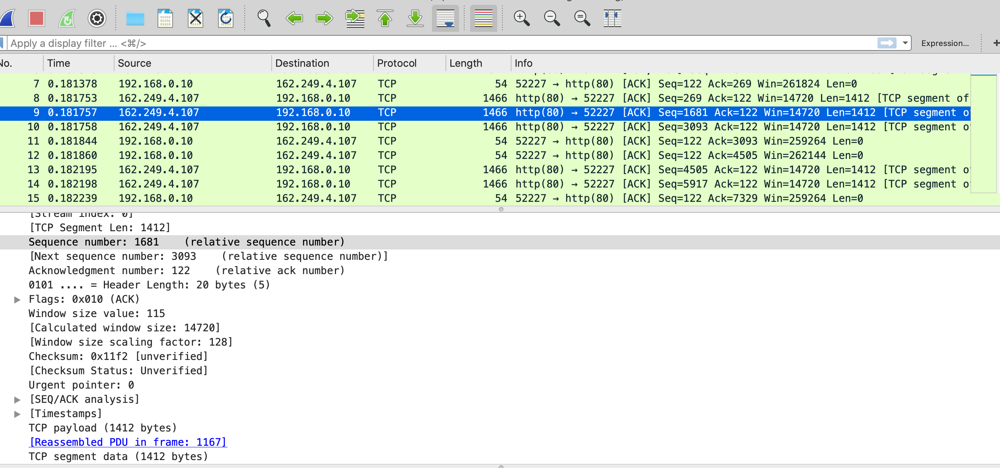 Apply a display filter ... <⌘/> Expression... +
No. Time Source Destination Protocol Length Info
7 0.181378 192.168.0.10 162.249.4.107 TCP 54 52227 → http(80) [ACK] Seq=122 Ack=269 Win=261824 Len=0
8 0.181753 162.249.4.107 192.168.0.10 TCP 1466 http(80) → 52227 [ACK] Seq=269 Ack=122 Win=14720 Len=1412 [TCP segment of
9 0.181757 162.249.4.107 192.168.0.10 TCP 1466 http(80) → 52227 [ACK] Seq=1681 Ack=122 Win=14720 Len=1412 [TCP segment o
10 0.181758 162.249.4.107 192.168.0.10 TCP 1466 http(80) → 52227 [ACK] Seq=3093 Ack=122 Win=14720 Len=1412 [TCP segment o
11 0.181844 192.168.0.10 162.249.4.107 TCP 54 52227 → http(80) [ACK] Seq=122 Ack=3093 Win=259264 Len=0
12 0.181860 192.168.0.10 162.249.4.107 TCP 54 52227 → http(80) [ACK] Seq=122 Ack=4505 Win=262144 Len=0
13 0.182195 162.249.4.107 192.168.0.10 TCP 1466 http(80) → 52227 [ACK] Seq=4505 Ack=122 Win=14720 Len=1412 [TCP segment o
14 0.182198 162.249.4.107 192.168.0.10 TCP 1466 http(80) → 52227 [ACK] Seq=5917 Ack=122 Win=14720 Len=1412 [TCP segment o
15 0.182239 192.168.0.10 162.249.4.107 TCP 54 52227 → http(80) [ACK] Seq=122 Ack=7329 Win=259264 Len=0
[Stream index: 0]
[TCP Segment Len: 1412]
Sequence number: 1681 (relative sequence number)
[Next sequence number: 3093 (relative sequence number)]
Acknowledgment number: 122 (relative ack number)
0101 .... = Header Length: 20 bytes (5)
Flags: 0x010 (ACK)
Window size value: 115
[Calculated window size: 14720]
[Window size scaling factor: 128]
Checksum: 0x11f2 [unverified]
[Checksum Status: Unverified]
Urgent pointer: 0
[SEQ/ACK analysis]
[Timestamps]
TCP payload (1412 bytes)
[Reassembled PDU in frame: 1167]
TCP segment data (1412 bytes)